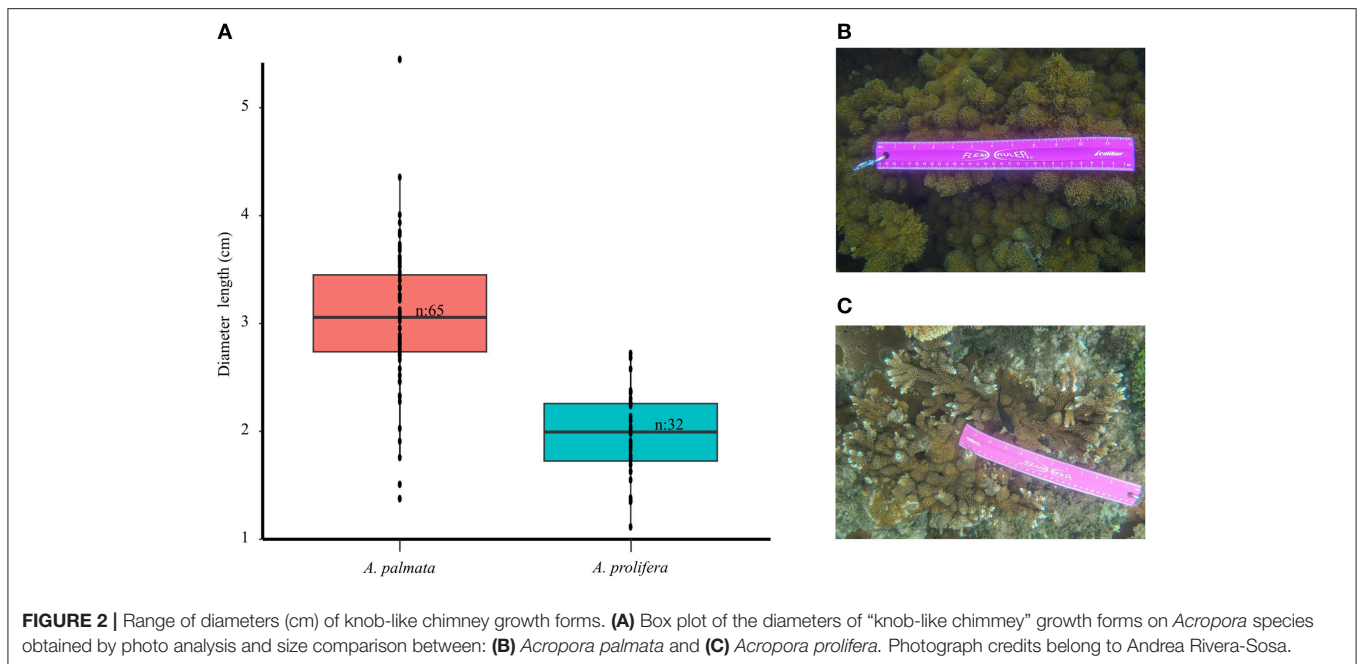 A
B
5
4
3
2
1
Diameter length (cm)
n:65
n:32
A. palmata
A. prolifera
FLEXI RULER
C
FIGURE 2 | Range of diameters (cm) of knob-like chimney growth forms. (A) Box plot of the diameters of “knob-like chimmey” growth forms on Acropora species
obtained by photo analysis and size comparison between: (B) Acropora palmata and (C) Acropora prolifera. Photograph credits belong to Andrea Rivera-Sosa.